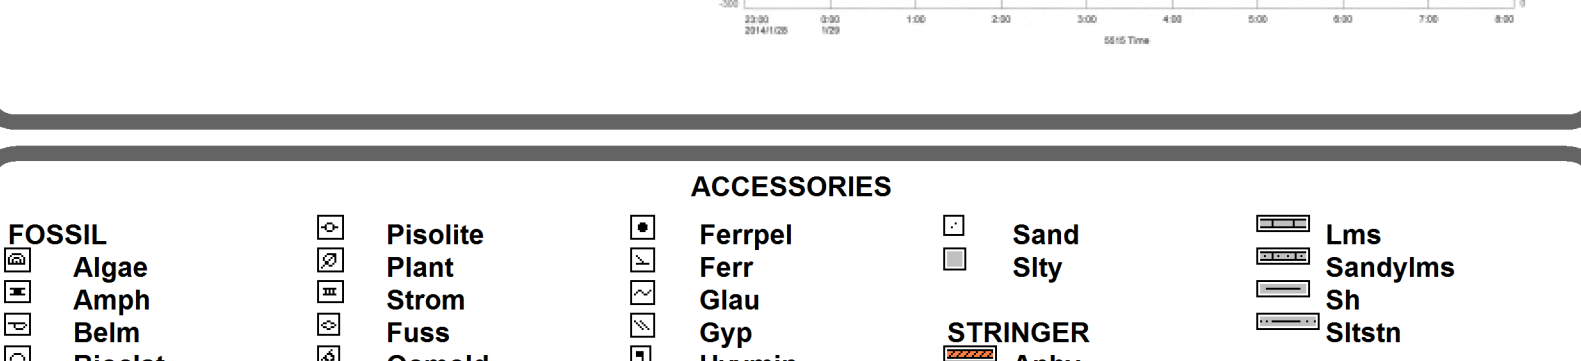 -300 0
23:00 0:00 1:00 2:00 3:00 4:00 5:00 6:00 7:00 8:00
2014/1/28 1/29
5515 Time
ACCESSORIES
FOSSIL Pisolite Ferrpel Sand Lms
Algae Plant Ferr Slty Sandylms
Amph Strom Glau Sh
Belm Fuss Gyp STRINGER Sltstn